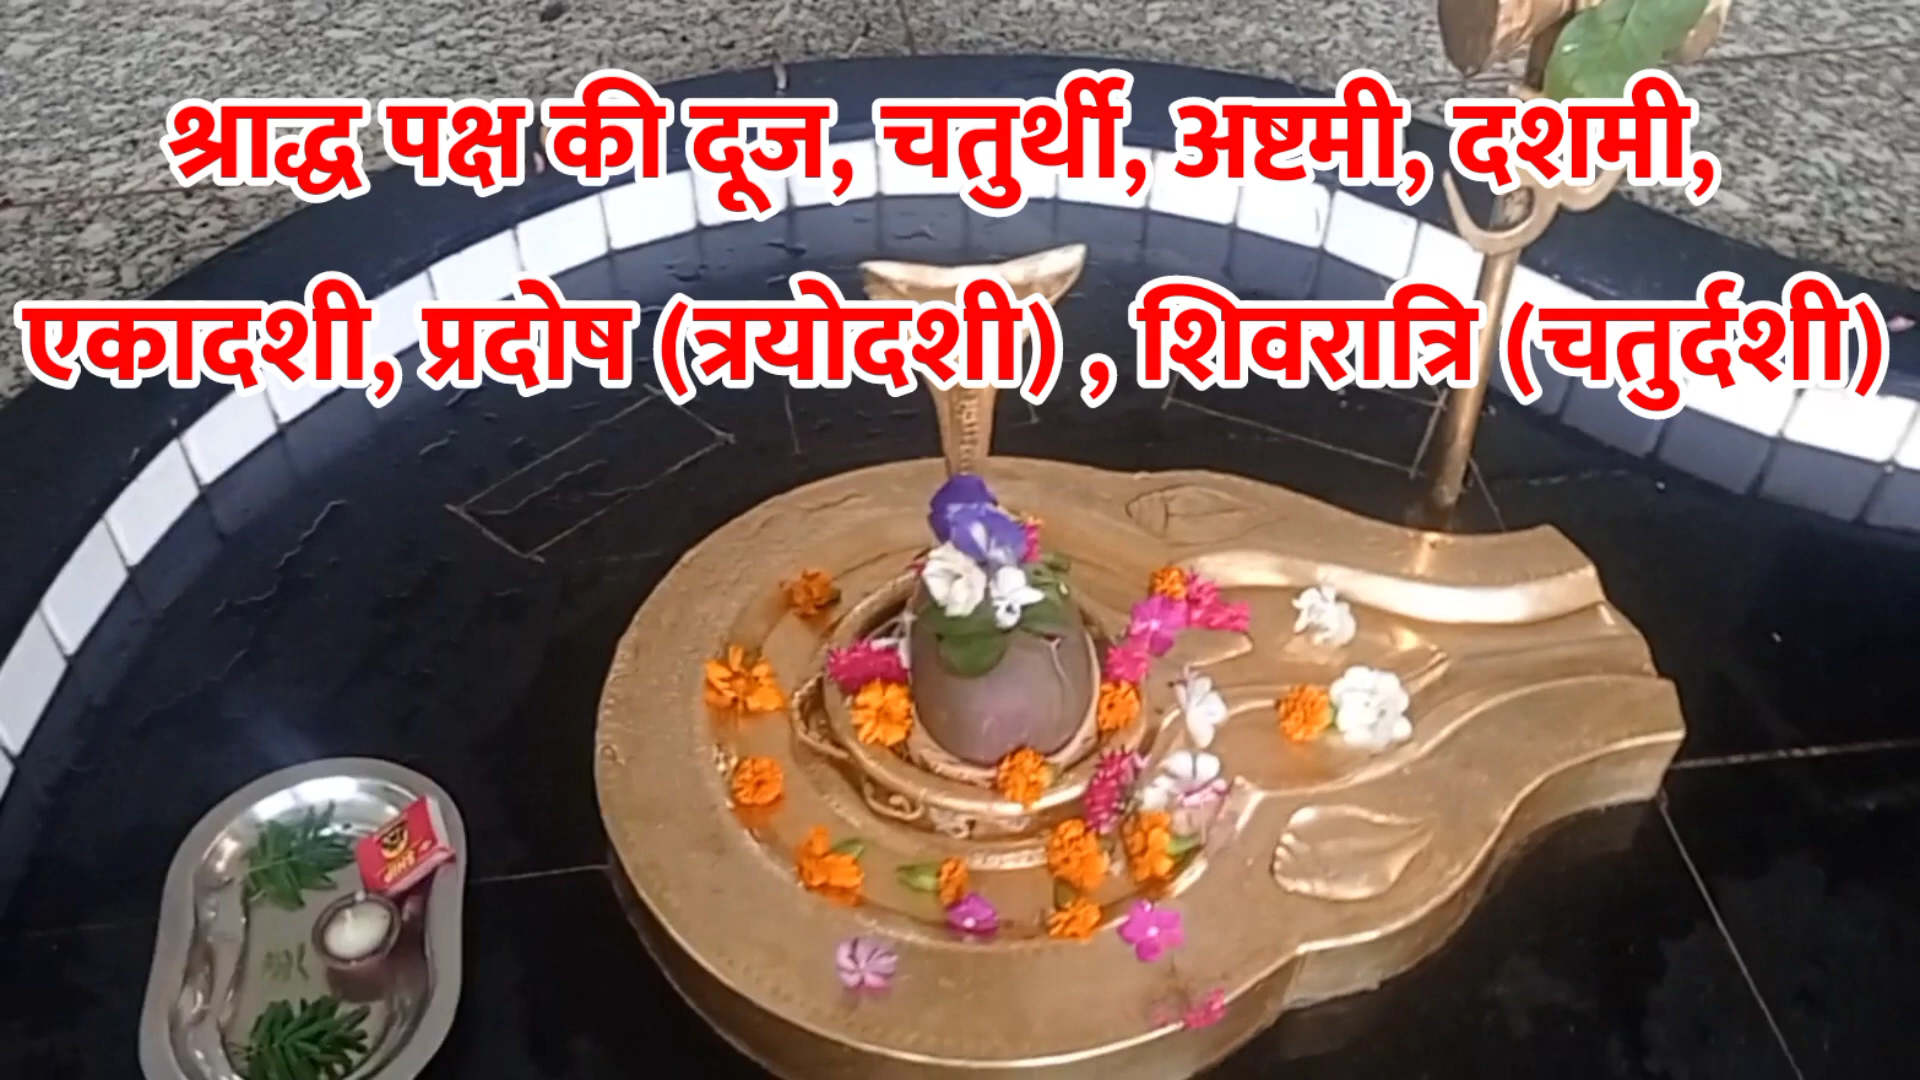 श्राद्ध पक्ष की दूज, चतुर्थी, अष्टमी, दशमी,
एकादशी, प्रदोष (त्रयोदशी) , शिवरात्रि (चतुर्दशी)